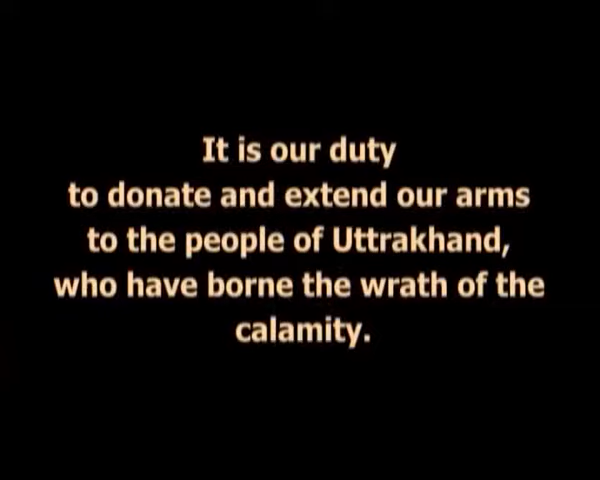 It is our duty
to donate and extend our arms
to the people of Uttrakhand,
who have borne the wrath of the
calamity.